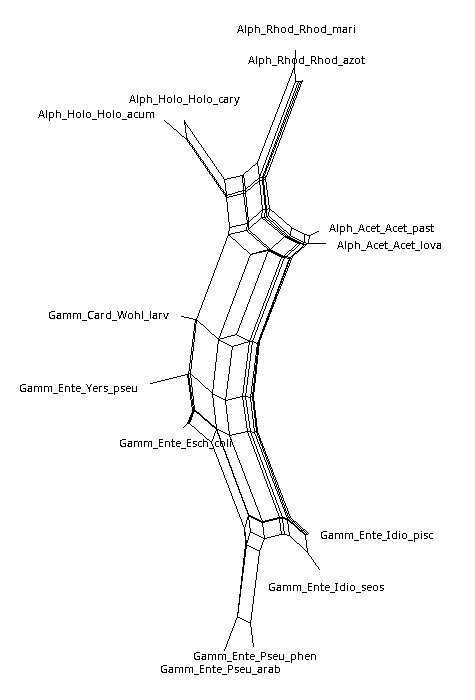 Alph_Rhod_Rhod_mari
Alph_Rhod_Rhod_azot
Alph_Holo_Holo_cary
Alph_Holo_Holo_acum
Alph_Acet_Acet_past
Alph_Acet_Acet_lova
Gamm_Card_Wohl_larv
Gamm_Ente_Yers_pseu
Gamm_Ente_Esch_coli
Gamm_Ente_Idio_pisc
Gamm_Ente_Idio_seos
Gamm_Ente_Pseu_phen
Gamm_Ente_Pseu_arab